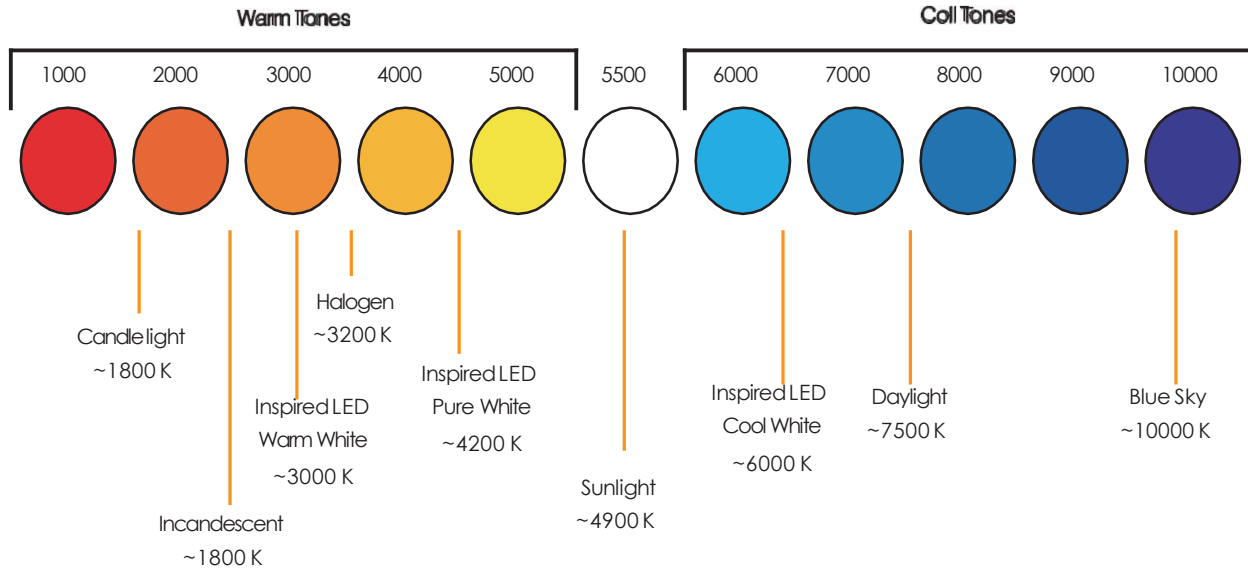 Warm Tones
Coll Tones
1000 2000 3000 4000 5000 5500 6000 7000 8000 9000 10000
Candlelight
~1800 K
Incandescent
~1800 K
Inspired LED
Warm White
~3000 K
Halogen
~3200 K
Inspired LED
Pure White
~4200 K
Sunlight
~4900 K
Inspired LED
Cool White
~6000 K
Daylight
~7500 K
Blue Sky
~10000 K